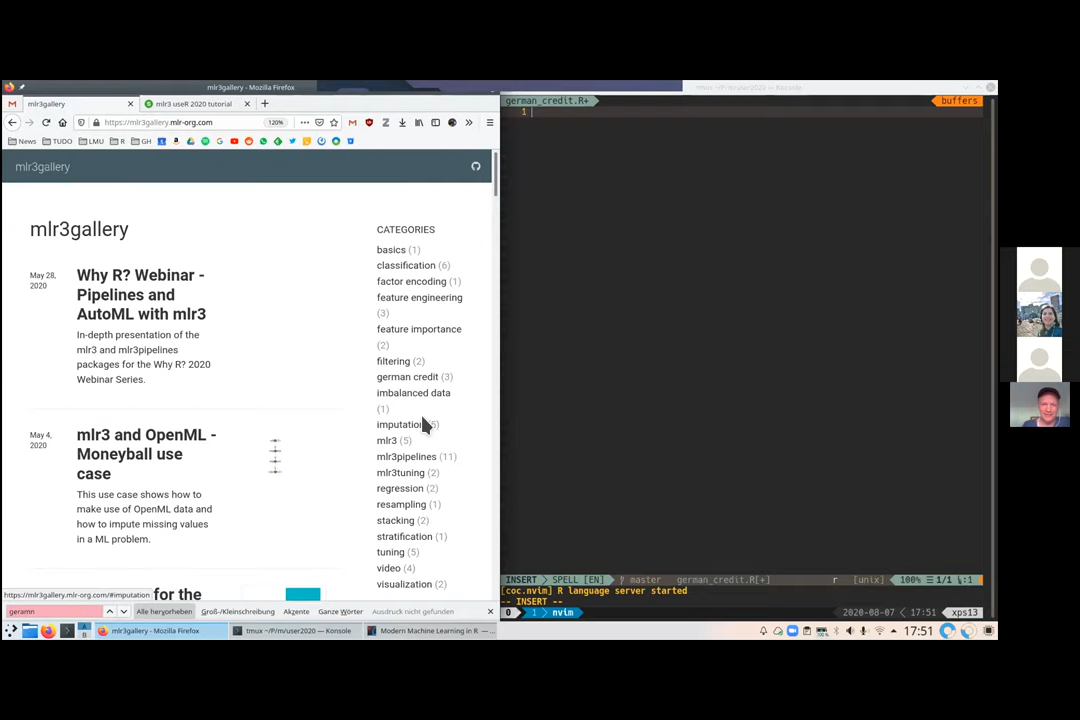 mlr3gallery - Mozilla Firefox
tmux ~/P/m/user2020 — Konsole
mlr3gallery
mlr3 useR 2020 tutorial
https://mlr3gallery.mlr-org.com
120%
News
TUDO
LMU
R
GH
mlr3gallery
mlr3gallery
May 28,
2020
Why R? Webinar -
Pipelines and
AutoML with mlr3
In-depth presentation of the
mlr3 and mlr3pipelines
packages for the Why R? 2020
Webinar Series.
May 4,
2020
mlr3 and OpenML -
Moneyball use
case
This use case shows how to
make use of OpenML data and
how to impute missing values
in a ML problem.
for the
CATEGORIES
basics (1)
classification (6)
factor encoding (1)
feature engineering
(3)
feature importance
(2)
filtering (2)
german credit (3)
imbalanced data
(1)
imputation (5)
mlr3 (5)
mlr3pipelines (11)
mlr3tuning (2)
regression (2)
resampling (1)
stacking (2)
stratification (1)
tuning (5)
video (4)
visualization (2)
https://mlr3gallery.mlr-org.com/#imputation
geramn
Alle hervorheben
Groß-/Kleinschreibung
Akzente
Ganze Wörter
Ausdruck nicht gefunden
german_credit.R+
buffers
1
INSERT
SPELL [EN]
master
german_credit.R[+]
r
[unix]
100% ☰ 1/1 : 1
[coc.nvim] R language server started
-- INSERT --
0
1
nvim
2020-08-07
17:51
xps13
mlr3gallery - Mozilla Firefox
tmux ~/P/m/user2020 — Konsole
Modern Machine Learning in R — ...
17:51